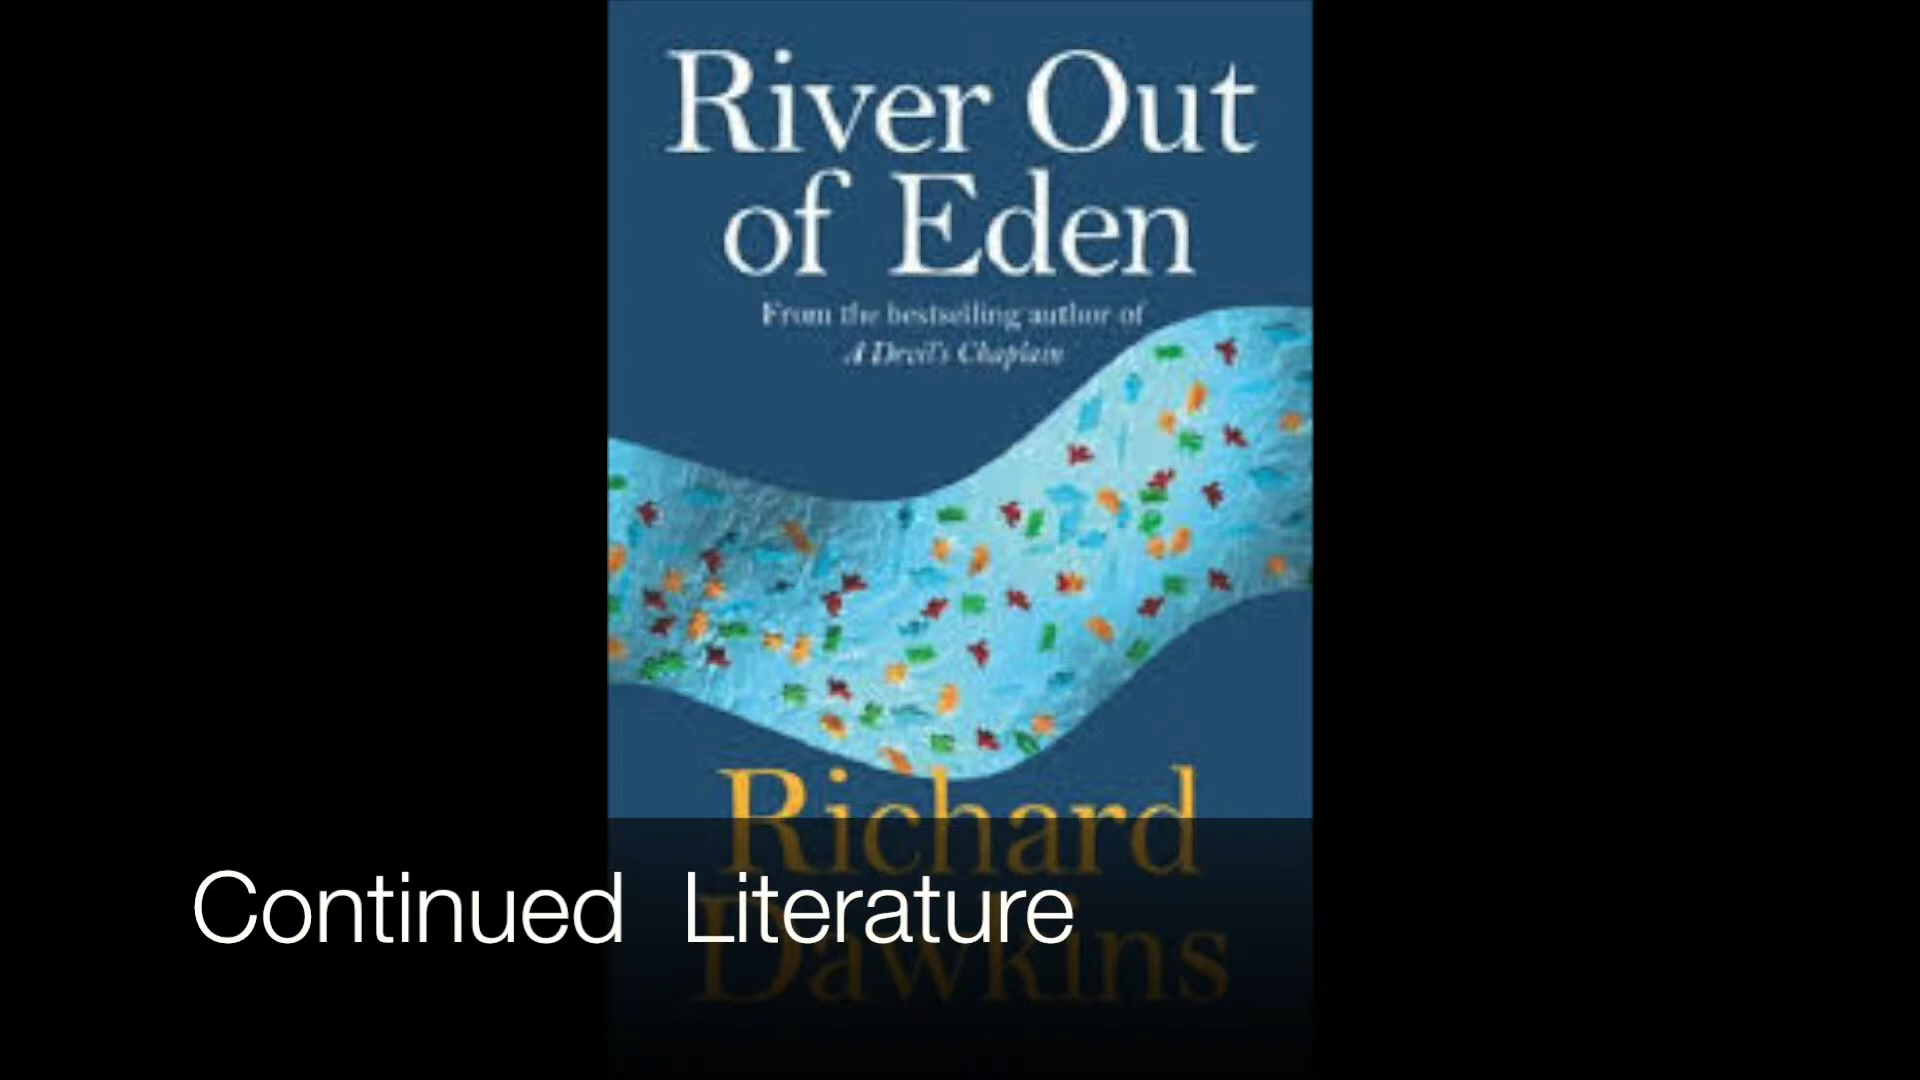 River Out
of Eden
From the bestselling author of
A Devil's Chaplain
Richard
Dawkins
Continued Literature